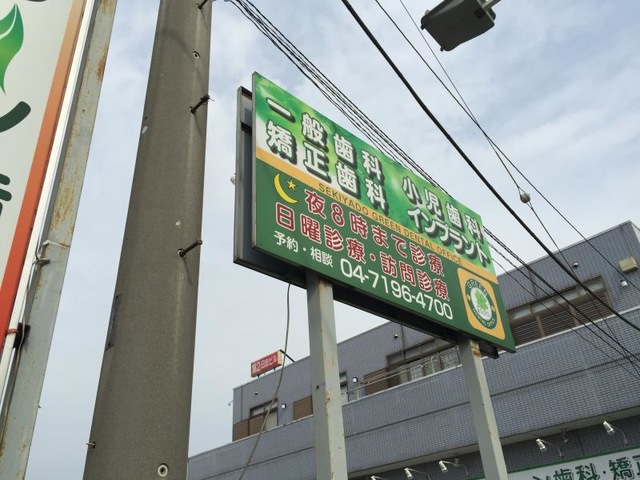 一般歯科 小児歯科
矯正歯科 インプラント
SEKIYADO GREEN DENTAL OFFICE
夜8時まで診療
日曜診療・訪問診療
予約・相談 04-7196-4700
歯科・矯正